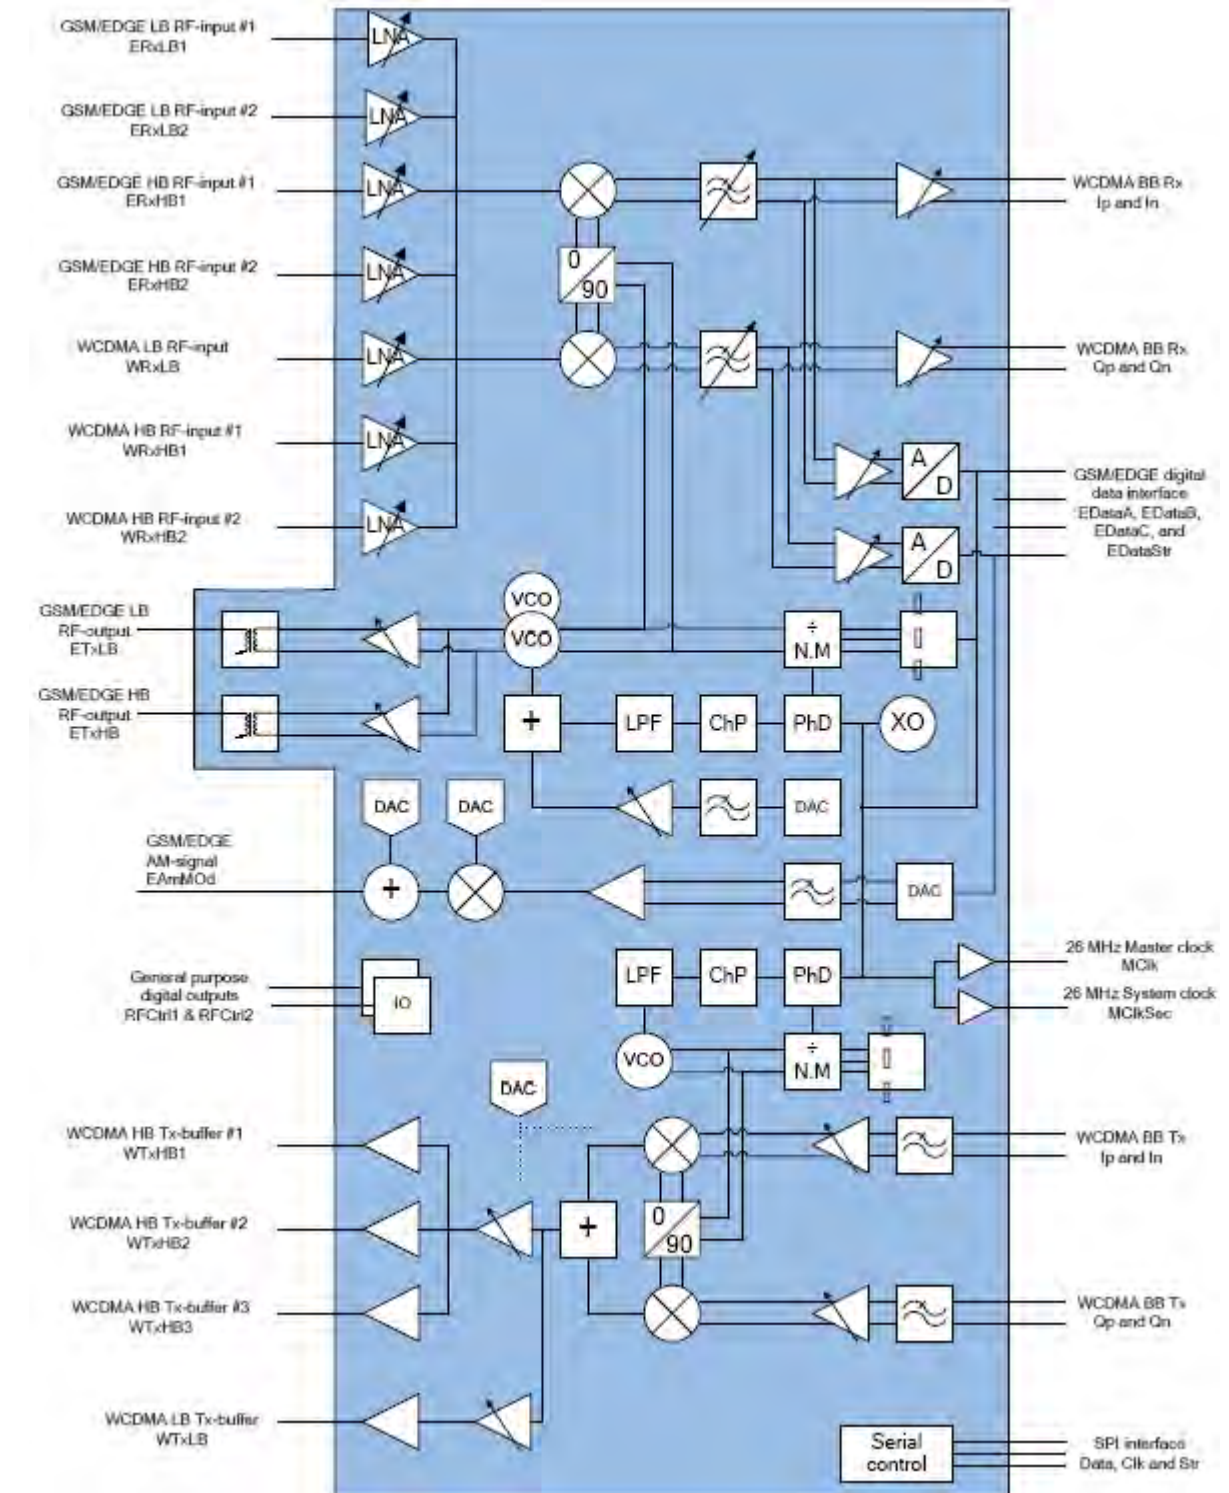 GSM/EDGE LB RF-input #1
ERxLB1
LNA
GSM/EDGE LB RF-input #2
ERxLB2
LNA
GSM/EDGE HB RF-input #1
ERxHB1
LNA
WCDMA BB Rx
Ip and In
GSM/EDGE HB RF-input #2
ERxHB2
LNA
0
90
WCDMA LB RF-input
WRxLB
LNA
WCDMA BB Rx
Qp and Qn
WCDMA HB RF-input #1
WRxHB1
LNA
A
D
GSM/EDGE digital
data interface
EDataA, EDataB,
EDataC, and
EDataStr
WCDMA HB RF-input #2
WRxHB2
LNA
A
D
GSM/EDGE LB
RF-output
ETxLB
VCO
VCO
÷
N.M
GSM/EDGE HB
RF-output
ETxHB
+
LPF
ChP
PhD
XO
DAC
DAC
DAC
GSM/EDGE
AM-signal
EAmMOd
+
DAC
General purpose
digital outputs
RFCtrl1 & RFCtrl2
IO
LPF
ChP
PhD
26 MHz Master clock
MClk
26 MHz System clock
MClkSec
VCO
÷
N.M
DAC
WCDMA HB Tx-buffer #1
WTxHB1
WCDMA BB Tx
Ip and In
WCDMA HB Tx-buffer #2
WTxHB2
+
0
90
WCDMA HB Tx-buffer #3
WTxHB3
WCDMA BB Tx
Qp and Qn
WCDMA LB Tx-buffer
WTxLB
Serial
control
SPI interface
Data, Clk and Str